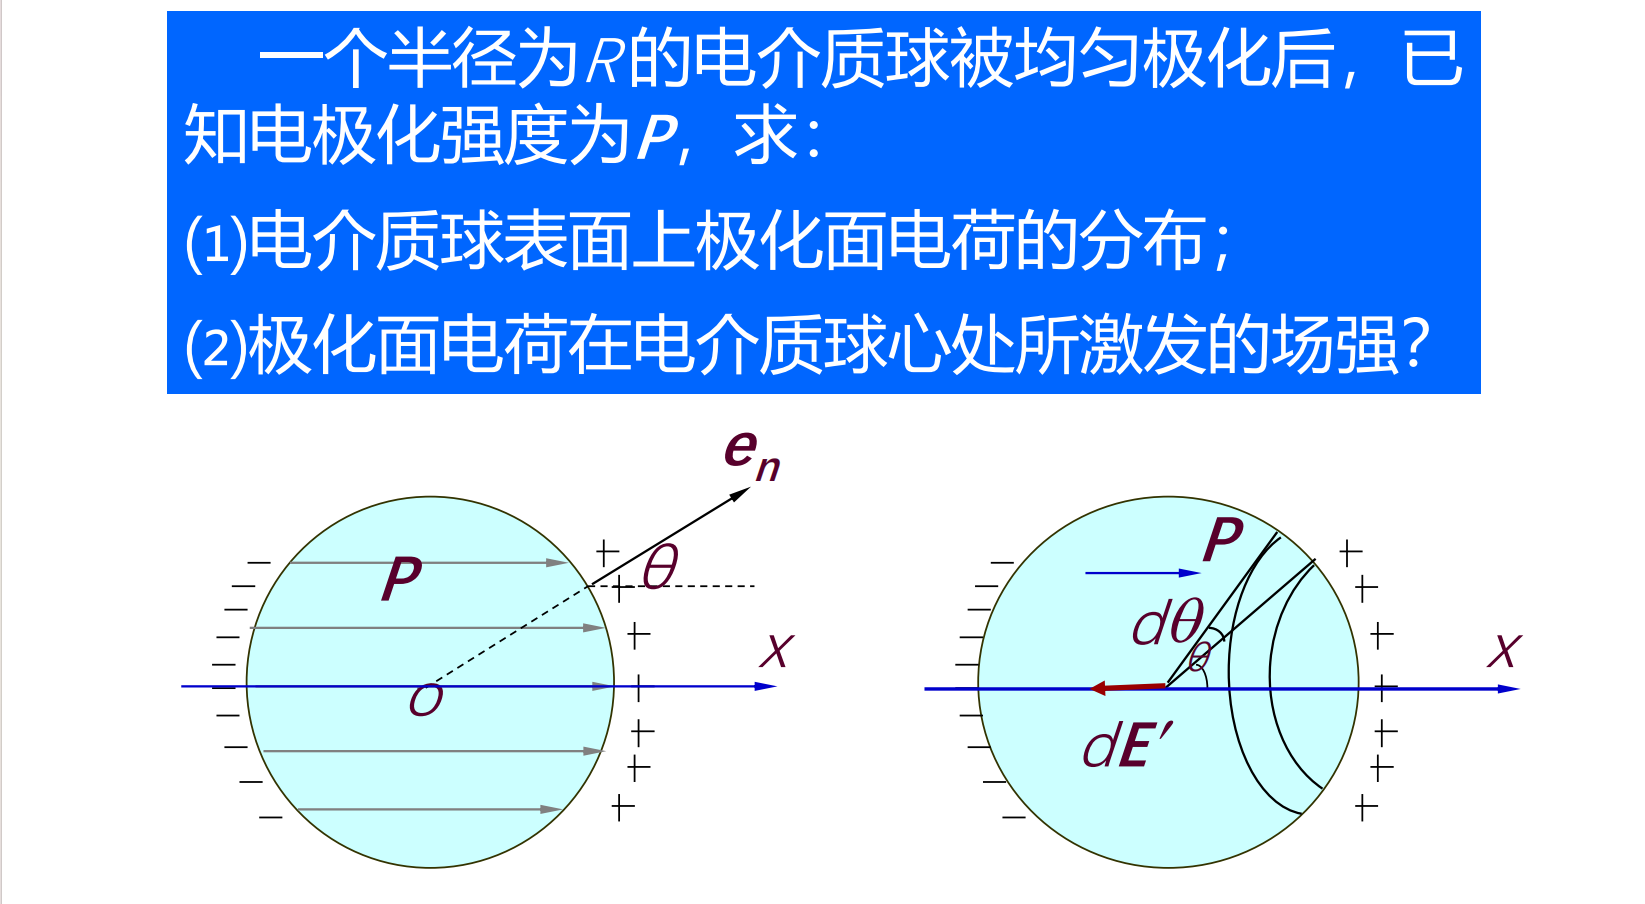 一个半径为R的电介质球被均匀极化后，已
知电极化强度为P，求：
(1)电介质球表面上极化面电荷的分布；
(2)极化面电荷在电介质球心处所激发的场强？
e_n
P
θ
X
O
P
dθ
θ
X
dE′